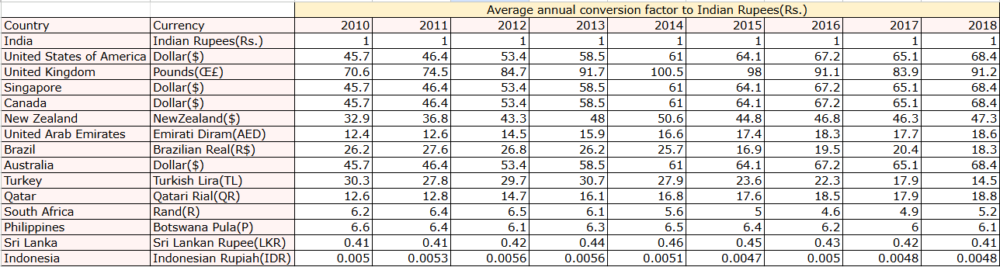 Average annual conversion factor to Indian Rupees(Rs.)
Country Currency 2010 2011 2012 2013 2014 2015 2016 2017 2018
India Indian Rupees(Rs.) 1 1 1 1 1 1 1 1 1
United States of America Dollar($) 45.7 46.4 53.4 58.5 61 64.1 67.2 65.1 68.4
United Kingdom Pounds(Œ£) 70.6 74.5 84.7 91.7 100.5 98 91.1 83.9 91.2
Singapore Dollar($) 45.7 46.4 53.4 58.5 61 64.1 67.2 65.1 68.4
Canada Dollar($) 45.7 46.4 53.4 58.5 61 64.1 67.2 65.1 68.4
New Zealand NewZealand($) 32.9 36.8 43.3 48 50.6 44.8 46.8 46.3 47.3
United Arab Emirates Emirati Diram(AED) 12.4 12.6 14.5 15.9 16.6 17.4 18.3 17.7 18.6
Brazil Brazilian Real(R$) 26.2 27.6 26.8 26.2 25.7 16.9 19.5 20.4 18.3
Australia Dollar($) 45.7 46.4 53.4 58.5 61 64.1 67.2 65.1 68.4
Turkey Turkish Lira(TL) 30.3 27.8 29.7 30.7 27.9 23.6 22.3 17.9 14.5
Qatar Qatari Rial(QR) 12.6 12.8 14.7 16.1 16.8 17.6 18.5 17.9 18.8
South Africa Rand(R) 6.2 6.4 6.5 6.1 5.6 5 4.6 4.9 5.2
Philippines Botswana Pula(P) 6.6 6.4 6.1 6.3 6.5 6.4 6.2 6 6.1
Sri Lanka Sri Lankan Rupee(LKR) 0.41 0.41 0.42 0.44 0.46 0.45 0.43 0.42 0.41
Indonesia Indonesian Rupiah(IDR) 0.005 0.0053 0.0056 0.0056 0.0051 0.0047 0.005 0.0048 0.0048